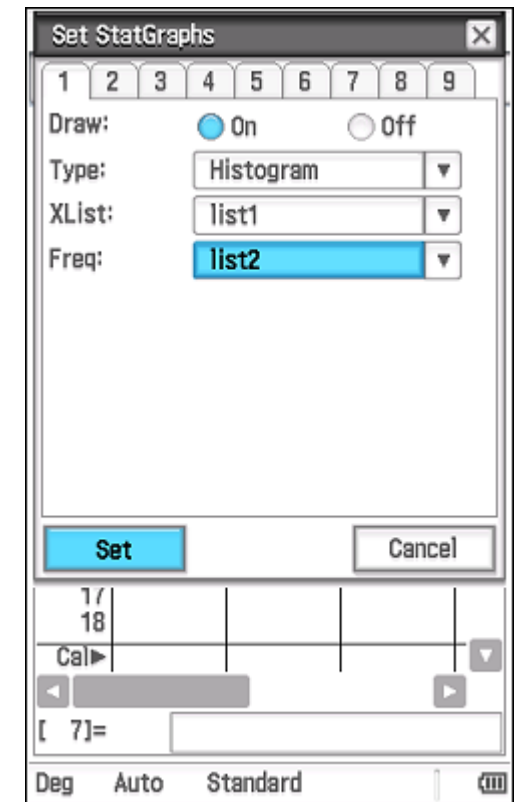 Set StatGraphs
1 2 3 4 5 6 7 8 9
Draw: On Off
Type: Histogram
XList: list1
Freq: list2
Set Cancel
17
18
Cal
[ 7]=
Deg Auto Standard